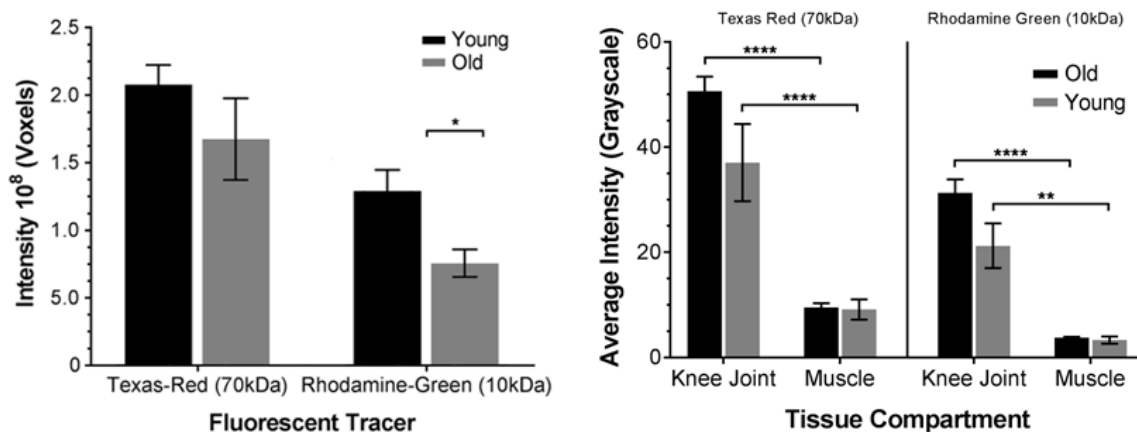 2.5
2.0
1.5
1.0
5.0
0
Intensity 10⁸ (Voxels)
Young
Old
*
Texas-Red (70kDa)
Rhodamine-Green (10kDa)
Fluorescent Tracer
Texas Red (70kDa)
Rhodamine Green (10kDa)
60
40
20
0
Average Intensity (Grayscale)
****
****
Old
Young
****
**
Knee Joint
Muscle
Knee Joint
Muscle
Tissue Compartment